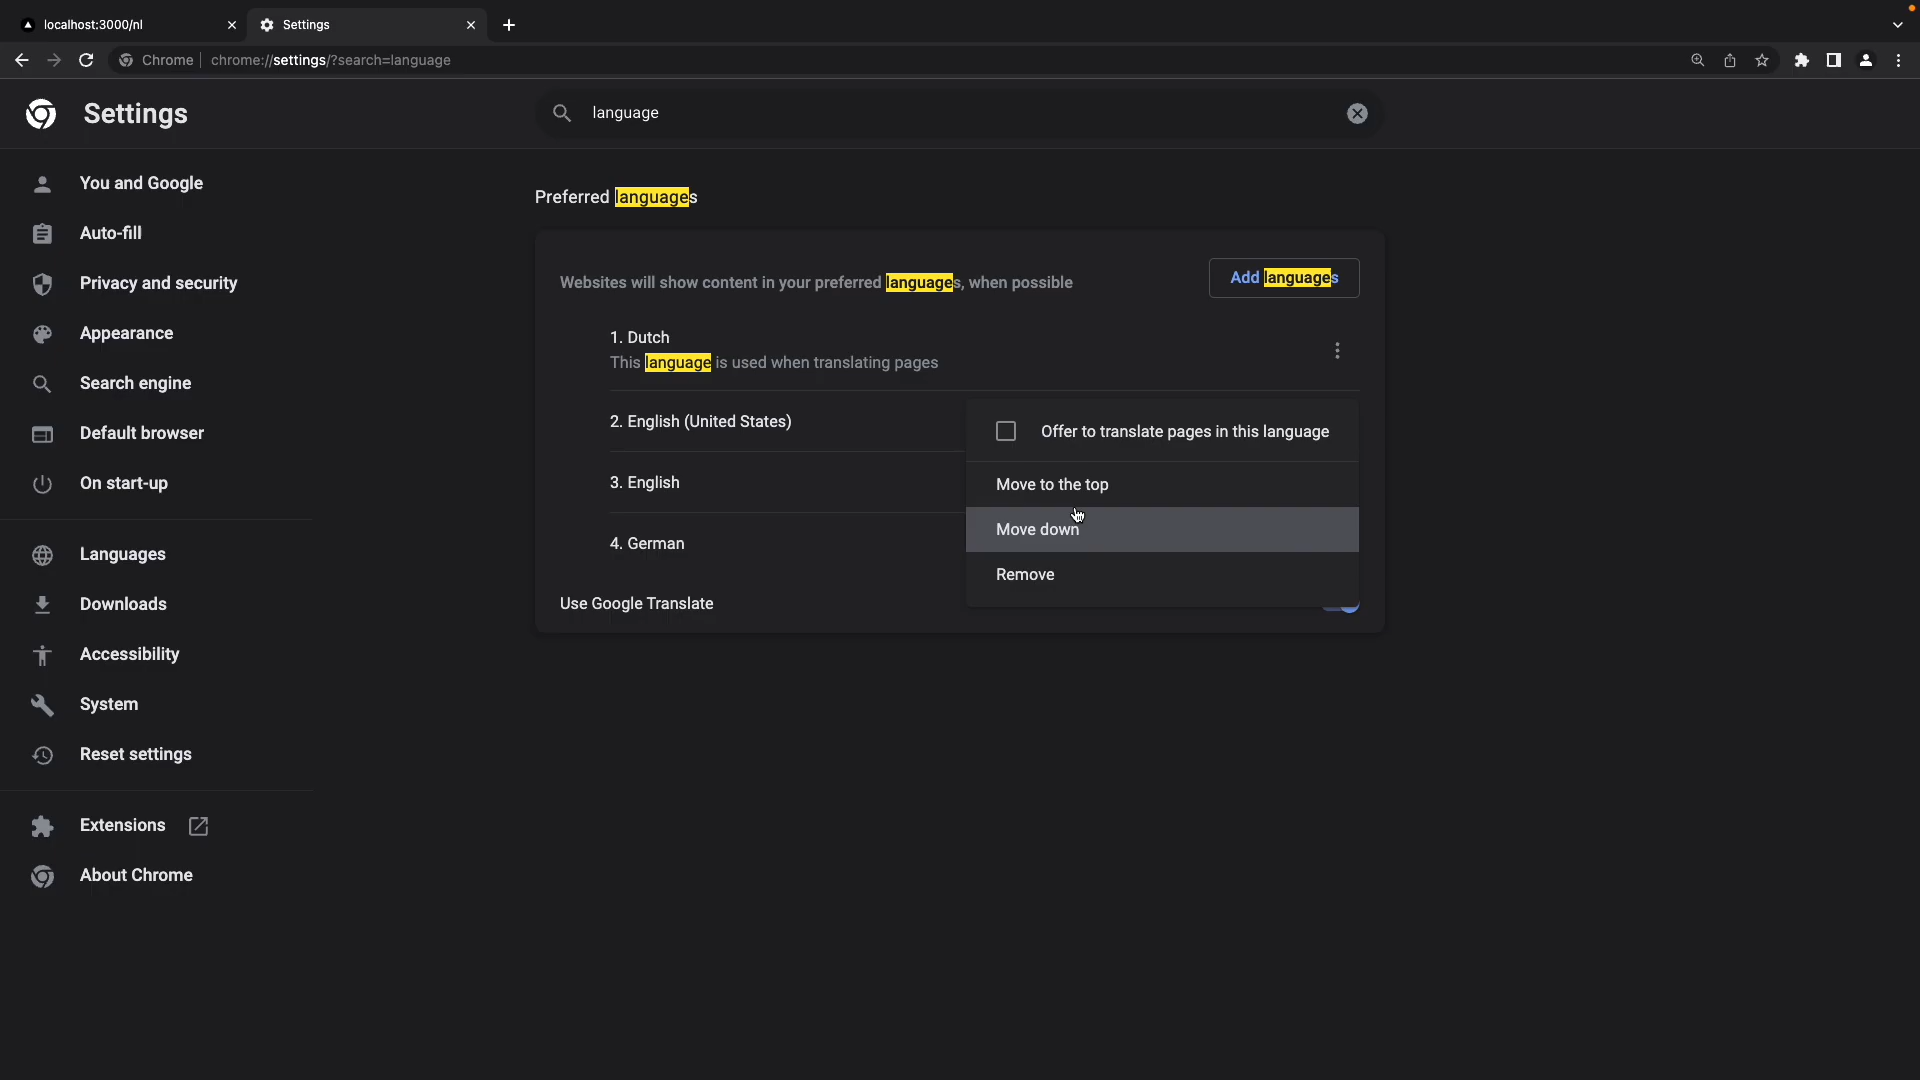 localhost:3000/nl
Settings
Chrome
chrome://settings/?search=language
Settings
language
You and Google
Auto-fill
Privacy and security
Appearance
Search engine
Default browser
On start-up
Languages
Downloads
Accessibility
System
Reset settings
Extensions
About Chrome
Preferred languages
Websites will show content in your preferred languages, when possible
Add languages
1. Dutch
This language is used when translating pages
2. English (United States)
3. English
4. German
Use Google Translate
Offer to translate pages in this language
Move to the top
Move down
Remove